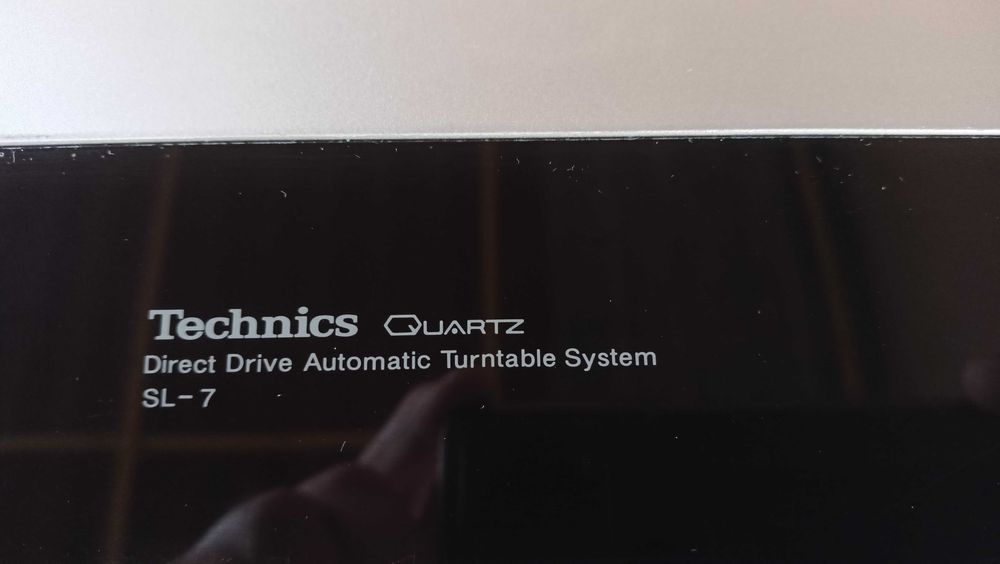 Technics QUARTZ
Direct Drive Automatic Turntable System
SL-7